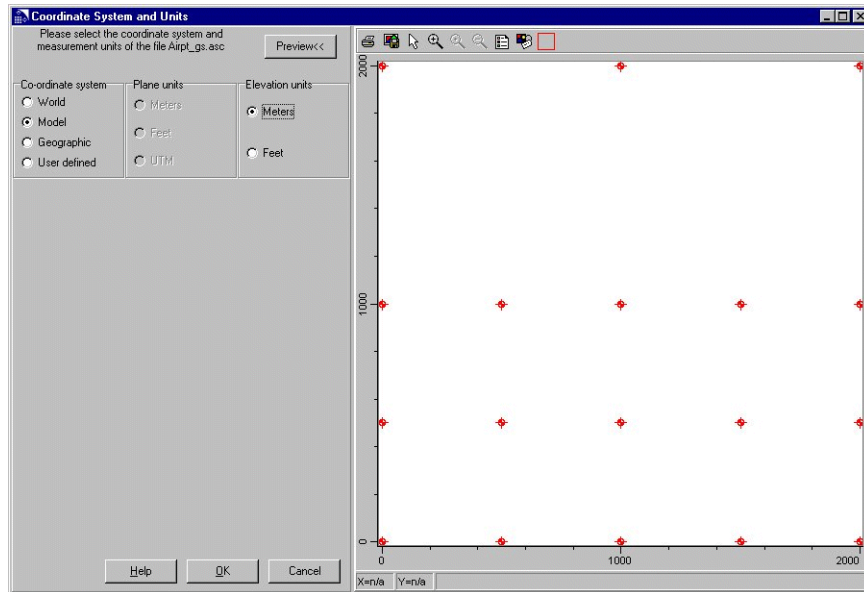 Coordinate System and Units
Please select the coordinate system and
measurement units of the file Airpt_gs.asc
Preview<<
Co-ordinate system
World
Model
Geographic
User defined
Plane units
Meters
Feet
UTM
Elevation units
Meters
Feet
Help
OK
Cancel
2000
1000
0
0
1000
2000
X=n/a
Y=n/a